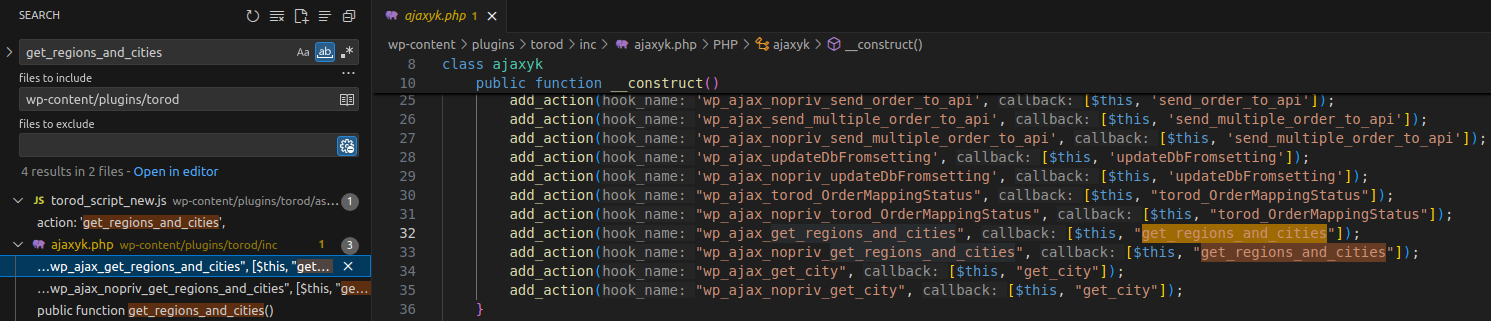 SEARCH
get_regions_and_cities
Aa ab .*
files to include
wp-content/plugins/torod
files to exclude
4 results in 2 files - Open in editor
JS torod_script_new.js wp-content/plugins/torod/as... 1
action: 'get_regions_and_cities',
ajaxyk.php wp-content/plugins/torod/inc 1 3
...wp_ajax_get_regions_and_cities", [$this, "get...
...wp_ajax_nopriv_get_regions_and_cities", [$this, "ge...
public function get_regions_and_cities()
ajaxyk.php 1
wp-content > plugins > torod > inc > ajaxyk.php > PHP > ajaxyk > __construct()
8 class ajaxyk
10 public function __construct()
25 add_action(hook_name: 'wp_ajax_nopriv_send_order_to_api', callback: [$this, 'send_order_to_api']);
26 add_action(hook_name: 'wp_ajax_send_multiple_order_to_api', callback: [$this, 'send_multiple_order_to_api']);
27 add_action(hook_name: 'wp_ajax_nopriv_send_multiple_order_to_api', callback: [$this, 'send_multiple_order_to_api']);
28 add_action(hook_name: 'wp_ajax_updateDbFromsetting', callback: [$this, 'updateDbFromsetting']);
29 add_action(hook_name: 'wp_ajax_nopriv_updateDbFromsetting', callback: [$this, 'updateDbFromsetting']);
30 add_action(hook_name: "wp_ajax_torod_OrderMappingStatus", callback: [$this, "torod_OrderMappingStatus"]);
31 add_action(hook_name: "wp_ajax_nopriv_torod_OrderMappingStatus", callback: [$this, "torod_OrderMappingStatus"]);
32 add_action(hook_name: "wp_ajax_get_regions_and_cities", callback: [$this, "get_regions_and_cities"]);
33 add_action(hook_name: "wp_ajax_nopriv_get_regions_and_cities", callback: [$this, "get_regions_and_cities"]);
34 add_action(hook_name: "wp_ajax_get_city", callback: [$this, "get_city"]);
35 add_action(hook_name: "wp_ajax_nopriv_get_city", callback: [$this, "get_city"]);
36 }